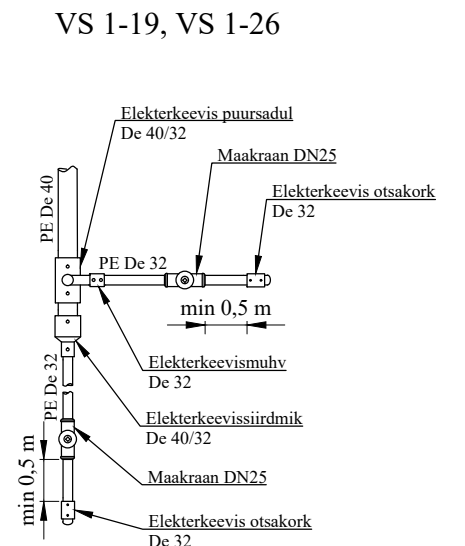 VS 1-19, VS 1-26
Elekterkeevis puursadul
De 40/32
Maakraan DN25
Elekterkeevis otsakork
De 32
PE De 40
PE De 32
min 0,5 m
Elekterkeevismuhv
De 32
PE De 32
Elekterkeevissiirdmik
De 40/32
Maakraan DN25
min 0,5 m
Elekterkeevis otsakork
De 32